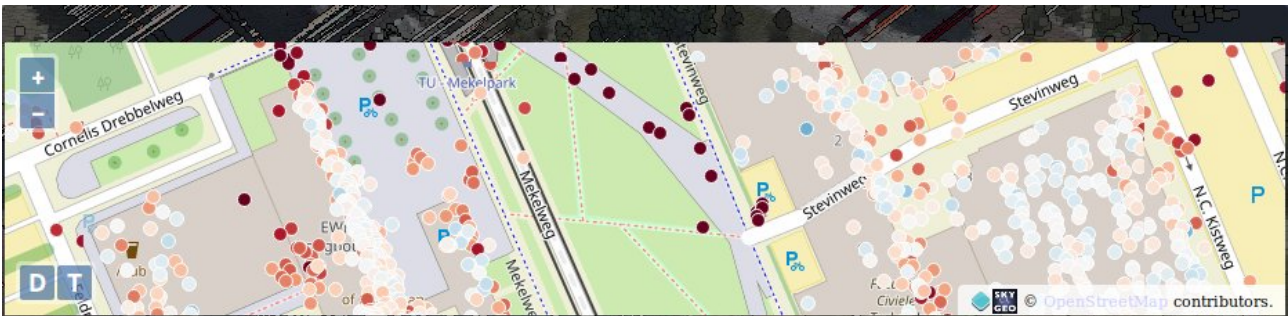 +
−
Cornelis Drebbelweg
TU - Mekelpark
P
Stevinweg
Stevinweg
2
P
Mekelweg
Stevinweg
N.C. Kistweg
P
P
P
Mekelweg
D T
SKY GEO © OpenStreetMap contributors.